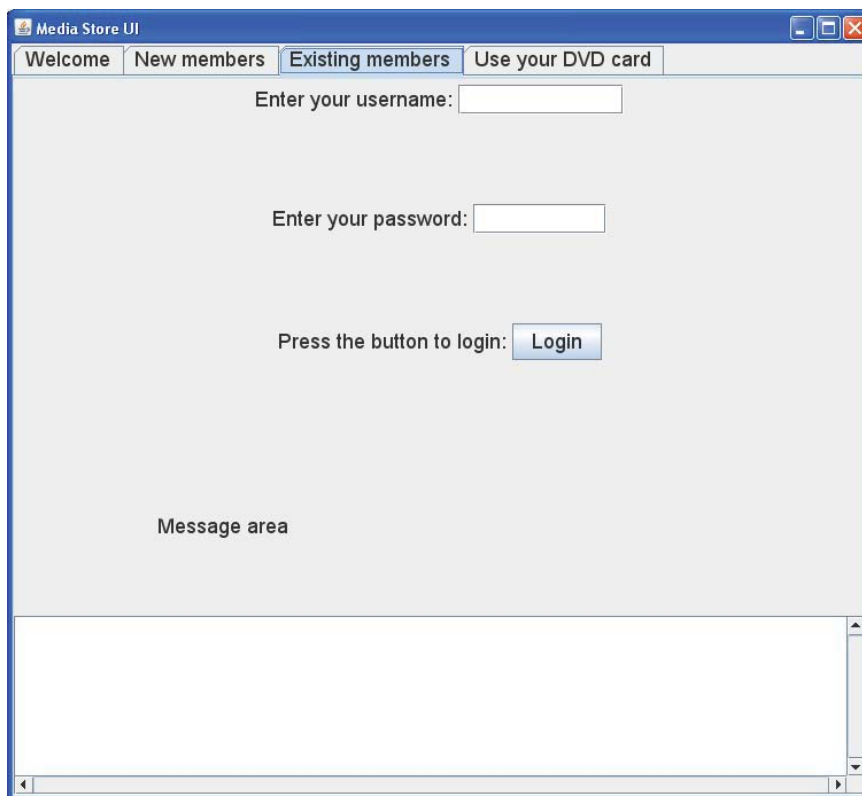 Media Store UI
Welcome New members Existing members Use your DVD card
Enter your username:
Enter your password:
Press the button to login: Login
Message area